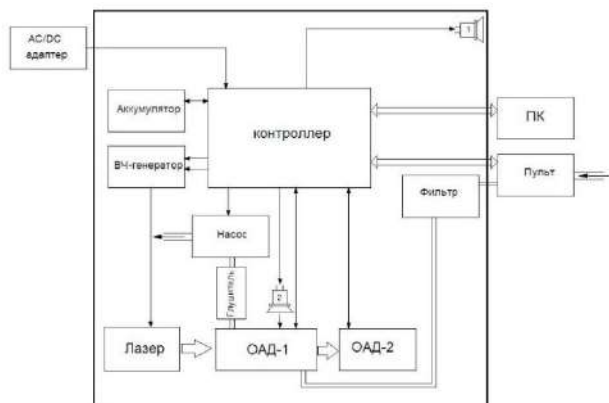 AC/DC
адаптер
1
Аккумулятор
контроллер
ПК
ВЧ-генератор
Пульт
Фильтр
Насос
Глушитель
2
Лазер
ОАД-1
ОАД-2